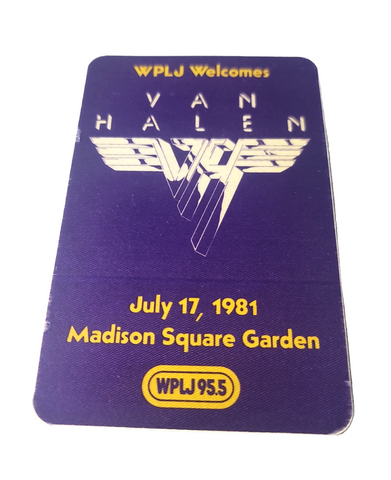 WPLJ Welcomes
VAN
HALEN
July 17, 1981
Madison Square Garden
WPLJ 95.5